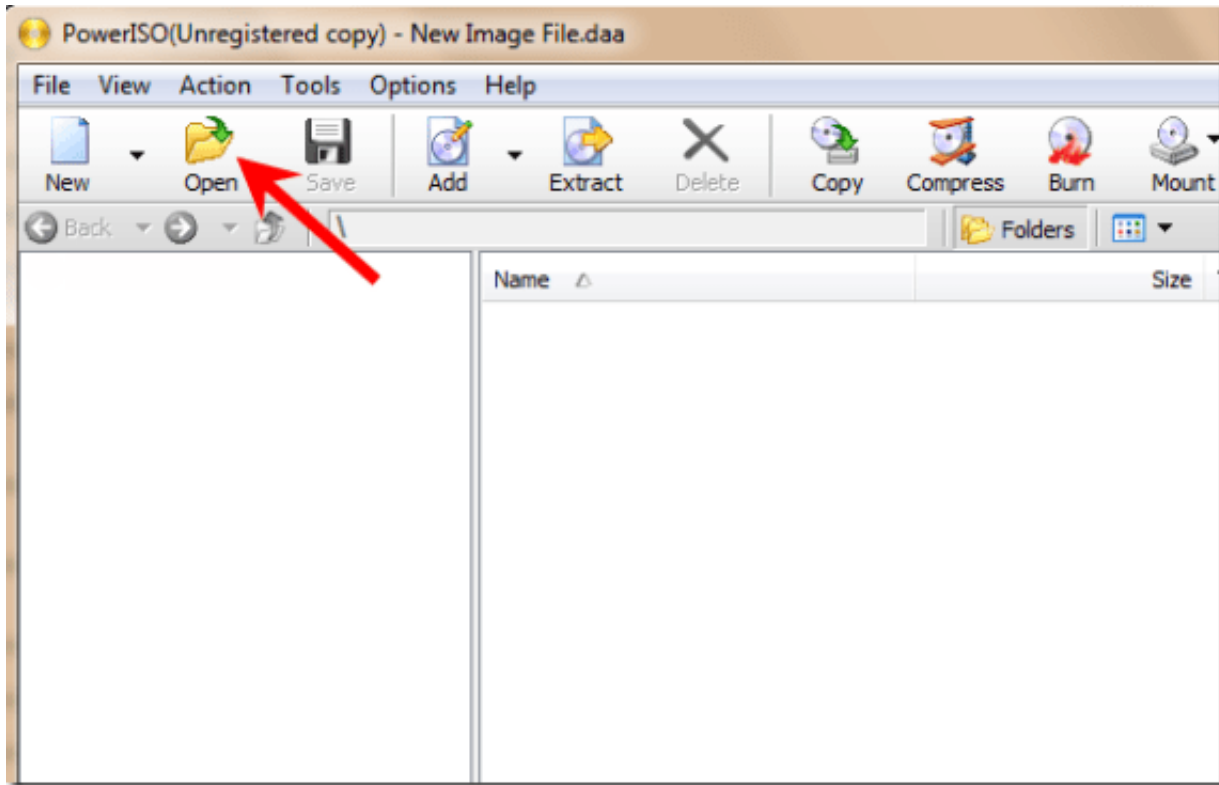 PowerISO(Unregistered copy) - New Image File.daa
File View Action Tools Options Help
New Open Save Add Extract Delete Copy Compress Burn Mount
Back \ Folders
Name Size